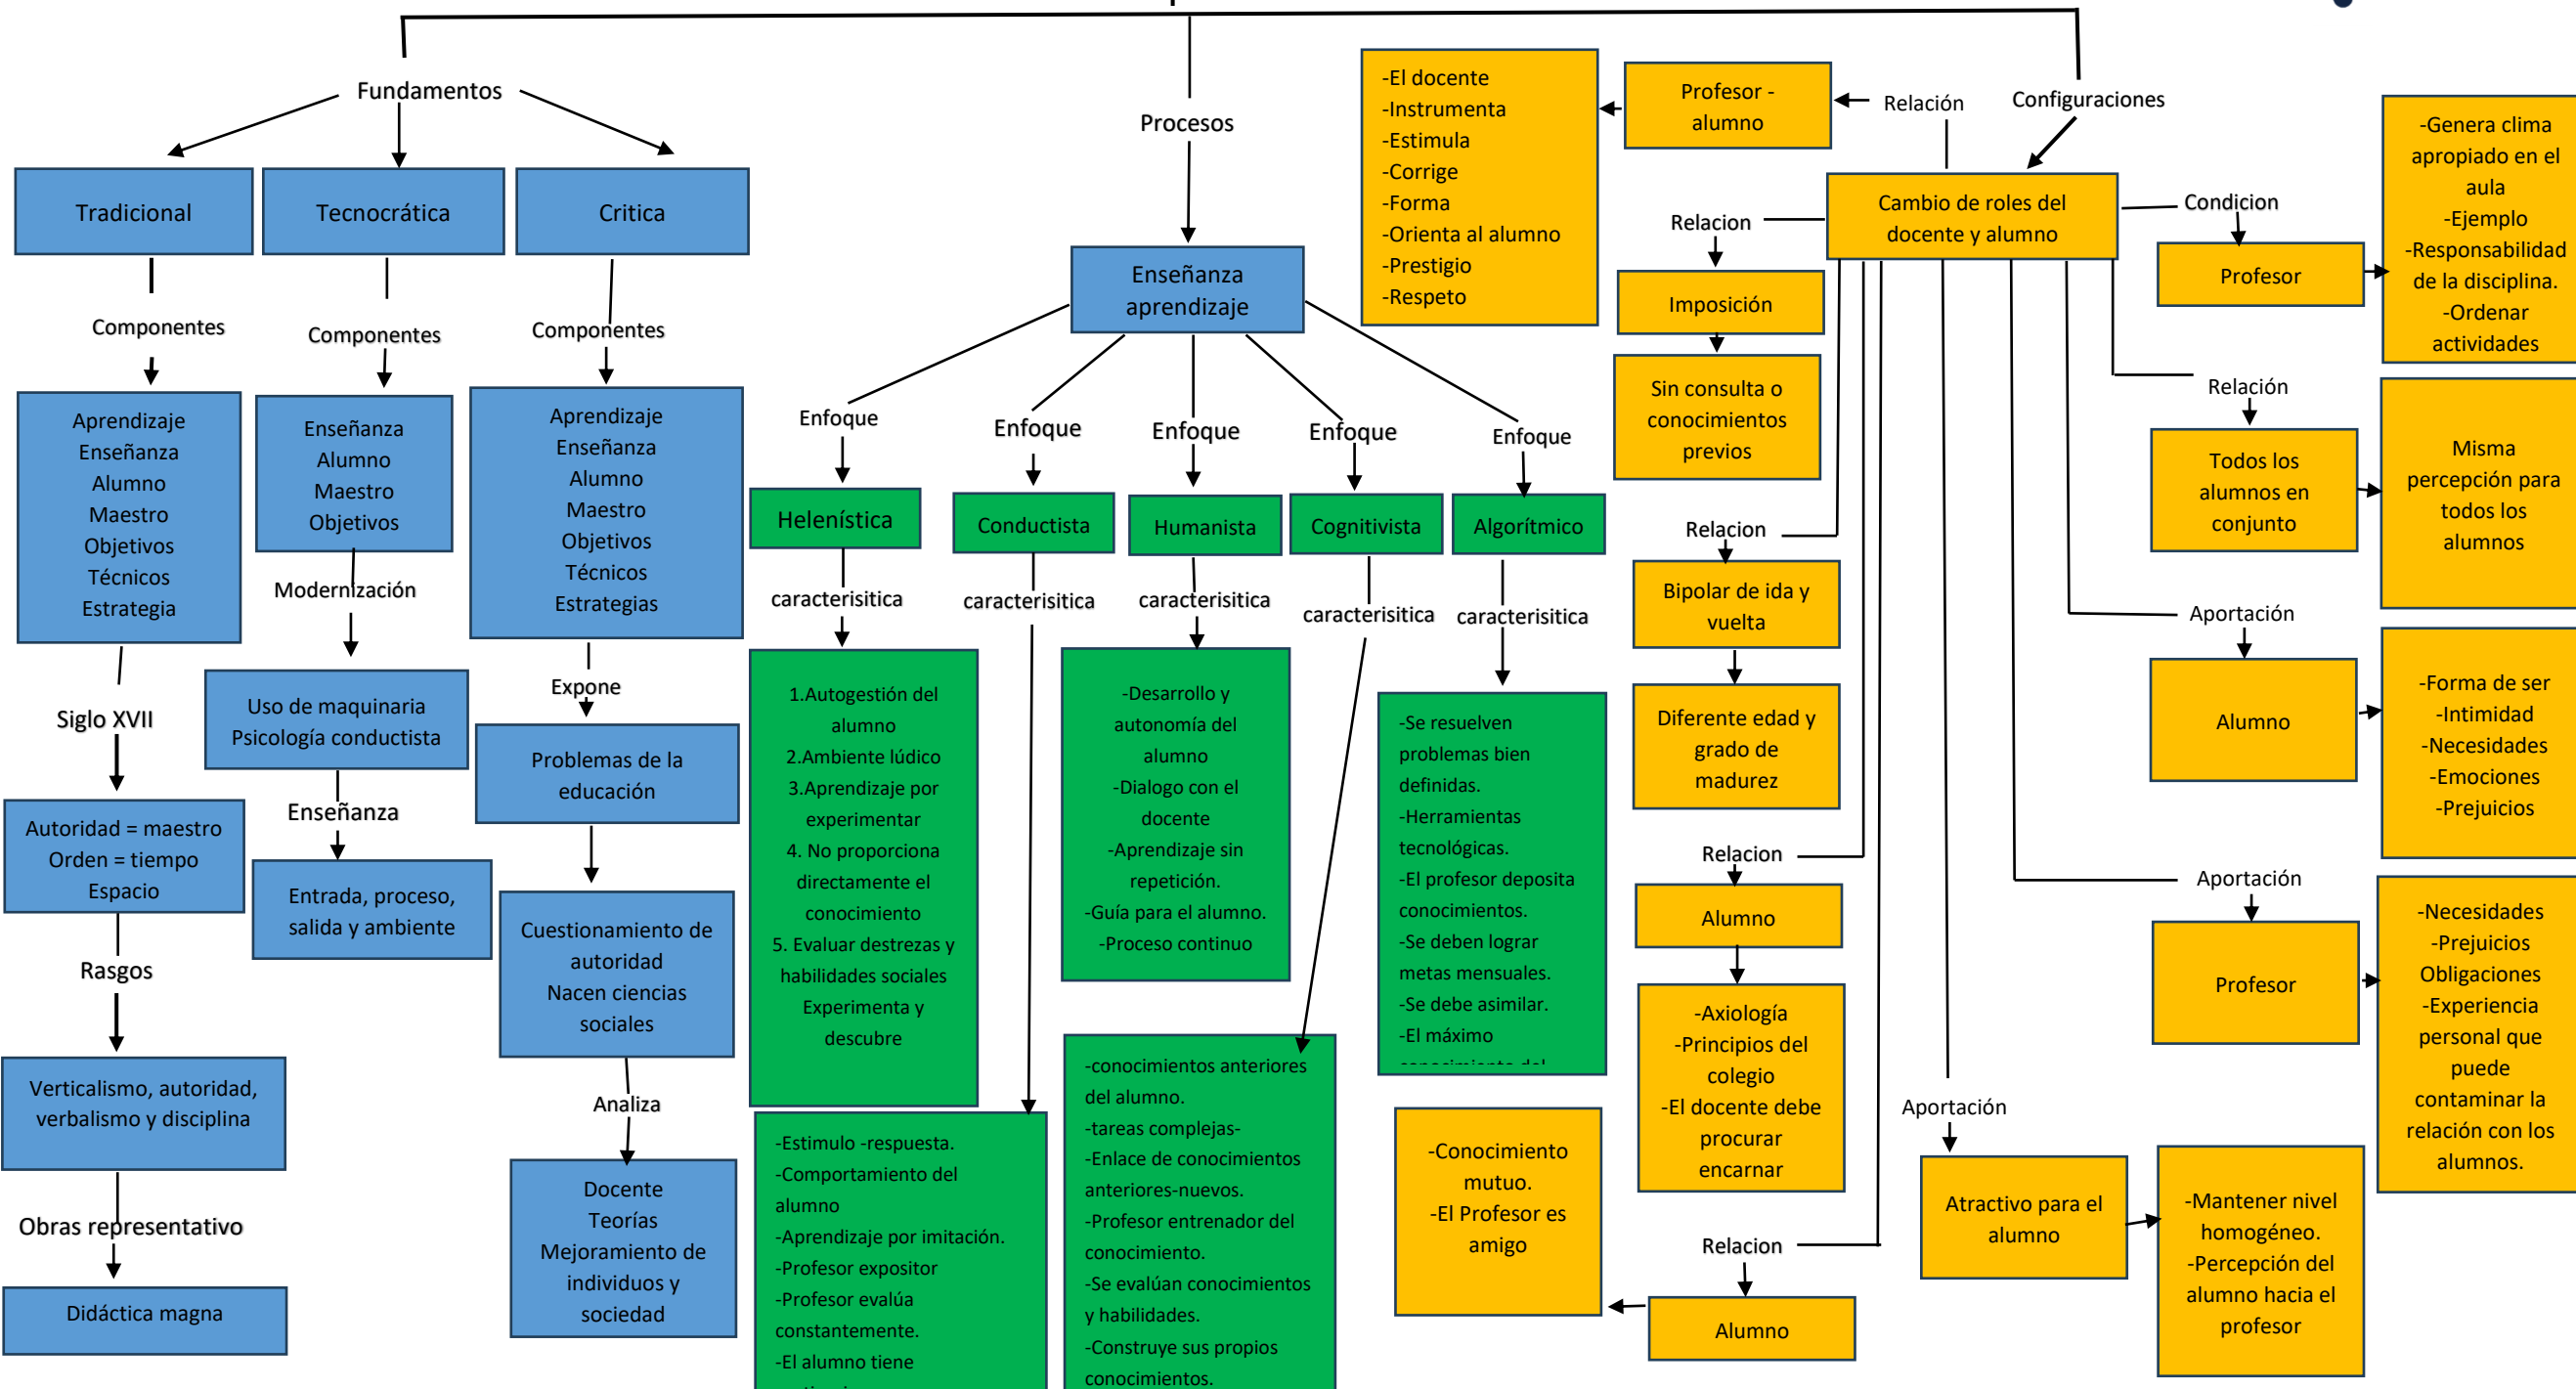 Fundamentos
Tradicional
Componentes
Aprendizaje
Enseñanza
Alumno
Maestro
Objetivos
Técnicos
Estrategia
Siglo XVII
Autoridad = maestro
Orden = tiempo
Espacio
Rasgos
Verticalismo, autoridad,
verbalismo y disciplina
Obras representativo
Didáctica magna
Tecnocrática
Componentes
Enseñanza
Alumno
Maestro
Objetivos
Modernización
Uso de maquinaria
Psicología conductista
Enseñanza
Entrada, proceso,
salida y ambiente
Critica
Componentes
Aprendizaje
Enseñanza
Alumno
Maestro
Objetivos
Técnicos
Estrategias
Expone
Problemas de la
educación
Cuestionamiento de
autoridad
Nacen ciencias
sociales
Analiza
Docente
Teorías
Mejoramiento de
individuos y
sociedad
Procesos
Enseñanza
aprendizaje
Enfoque
Helenística
caracterisitica
1.Autogestión del
alumno
2.Ambiente lúdico
3.Aprendizaje por
experimentar
4. No proporciona
directamente el
conocimiento
5. Evaluar destrezas y
habilidades sociales
Experimenta y
descubre
Enfoque
Conductista
caracterisitica
-Estimulo -respuesta.
-Comportamiento del
alumno
-Aprendizaje por imitación.
-Profesor expositor
-Profesor evalúa
constantemente.
-El alumno tiene
Enfoque
Humanista
caracterisitica
-Desarrollo y
autonomía del
alumno
-Dialogo con el
docente
-Aprendizaje sin
repetición.
-Guía para el alumno.
-Proceso continuo
Enfoque
Cognitivista
caracterisitica
-conocimientos anteriores
del alumno.
-tareas complejas-
-Enlace de conocimientos
anteriores-nuevos.
-Profesor entrenador del
conocimiento.
-Se evalúan conocimientos
y habilidades.
-Construye sus propios
conocimientos.
Enfoque
Algorítmico
caracterisitica
-Se resuelven
problemas bien
definidas.
-Herramientas
tecnológicas.
-El profesor deposita
conocimientos.
-Se deben lograr
metas mensuales.
-Se debe asimilar.
-El máximo
Configuraciones
Cambio de roles del
docente y alumno
Relación
Profesor -
alumno
-El docente
-Instrumenta
-Estimula
-Corrige
-Forma
-Orienta al alumno
-Prestigio
-Respeto
Relacion
Imposición
Sin consulta o
conocimientos
previos
Relacion
Bipolar de ida y
vuelta
Diferente edad y
grado de
madurez
Relacion
Alumno
-Axiología
-Principios del
colegio
-El docente debe
procurar
encarnar
Relacion
Alumno
-Conocimiento
mutuo.
-El Profesor es
amigo
Aportación
Atractivo para el
alumno
-Mantener nivel
homogéneo.
-Percepción del
alumno hacia el
profesor
Aportación
Profesor
-Necesidades
-Prejuicios
Obligaciones
-Experiencia
personal que
puede
contaminar la
relación con los
alumnos.
Aportación
Alumno
-Forma de ser
-Intimidad
-Necesidades
-Emociones
-Prejuicios
Relación
Todos los
alumnos en
conjunto
Misma
percepción para
todos los
alumnos
Condicion
Profesor
-Genera clima
apropiado en el
aula
-Ejemplo
-Responsabilidad
de la disciplina.
-Ordenar
actividades